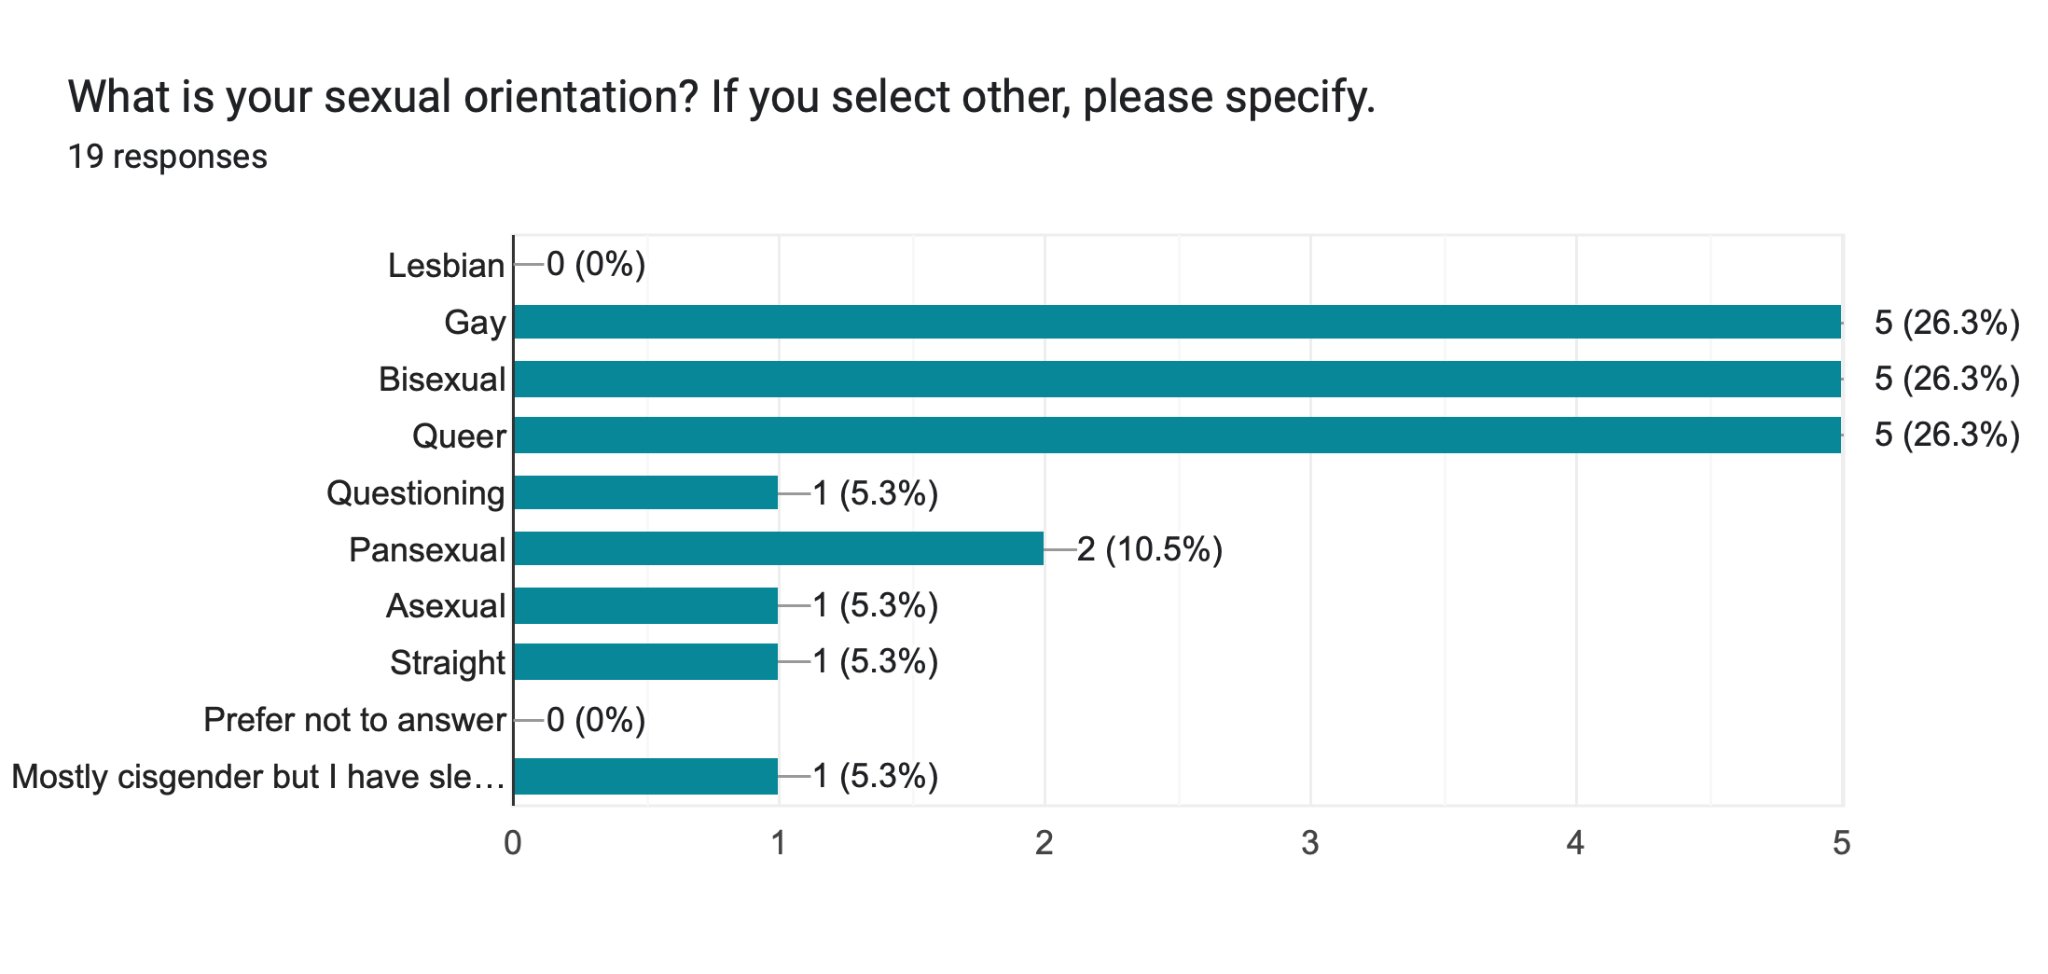 What is your sexual orientation? If you select other, please specify.
19 responses
Lesbian 0 (0%)
Gay 5 (26.3%)
Bisexual 5 (26.3%)
Queer 5 (26.3%)
Questioning 1 (5.3%)
Pansexual 2 (10.5%)
Asexual 1 (5.3%)
Straight 1 (5.3%)
Prefer not to answer 0 (0%)
Mostly cisgender but I have sle… 1 (5.3%)
0 1 2 3 4 5